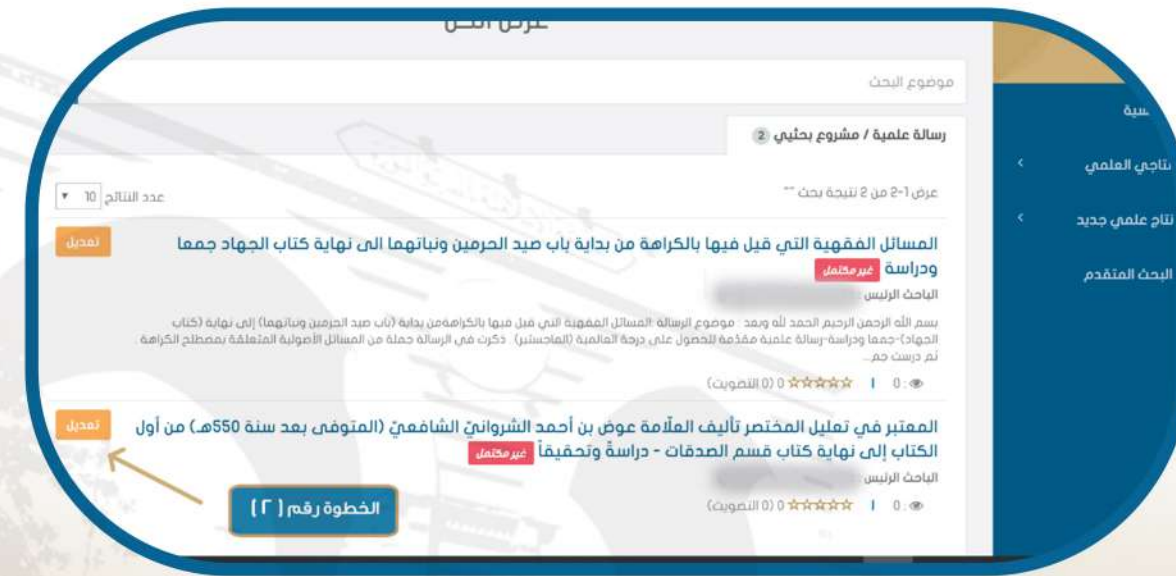 عرض الكل
موضوع البحث
رسالة علمية / مشروع بحثي 2
عرض 1-2 من 2 نتيجة بحث ""
عدد النتائج 10
المسائل الفقهية التي قيل فيها بالكراهة من بداية باب صيد الحرمين ونباتهما الى نهاية كتاب الجهاد جمعا
ودراسة غير مكتمل
تعديل
الباحث الرئيس :
بسم الله الرحمن الرحيم الحمد لله وبعد : موضوع الرسالة :المسائل الفقهية التي قيل فيها بالكراهةمن بداية (باب صيد الحرمين ونباتهما) إلى نهاية (كتاب
الجهاد)-جمعا ودراسة-رسالة علمية مقدّمة للحصول على درجة العالمية (الماجستير) . ذكرت في الرسالة جملة من المسائل الأصولية المتعلقة بمصطلح الكراهة .
ثم درست جم...
0 : | 0 (0 التصويت)
المعتبر في تعليل المختصر تأليف العلّامة عوض بن أحمد الشروانيّ الشافعيّ (المتوفى بعد سنة 550هـ) من أول
الكتاب إلى نهاية كتاب قسم الصدقات - دراسةً وتحقيقاً غير مكتمل
تعديل
الباحث الرئيس :
0 : | 0 (0 التصويت)
الخطوة رقم (٢)
نتاجي العلمي
نتاج علمي جديد
البحث المتقدم